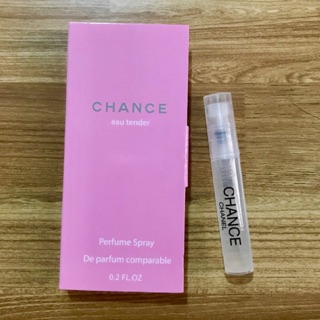 CHANCE
eau tender
Perfume Spray
De parfum comparable
0.2 FL.OZ
CHANCE
CHANEL